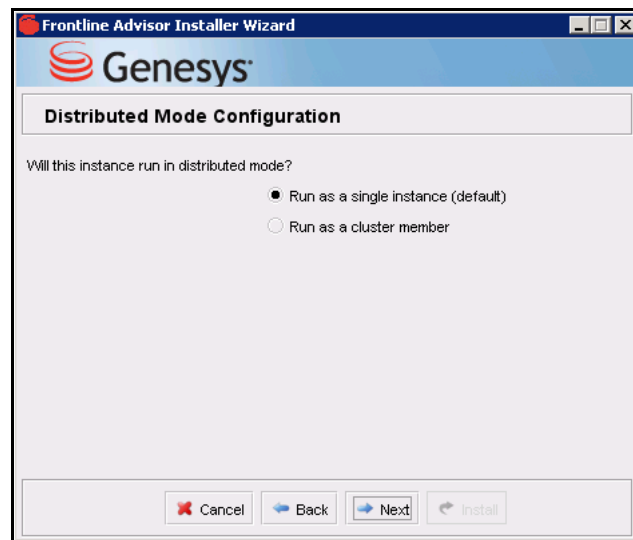 Frontline Advisor Installer Wizard
Genesys
Distributed Mode Configuration
Will this instance run in distributed mode?
Run as a single instance (default)
Run as a cluster member
Cancel Back Next Install